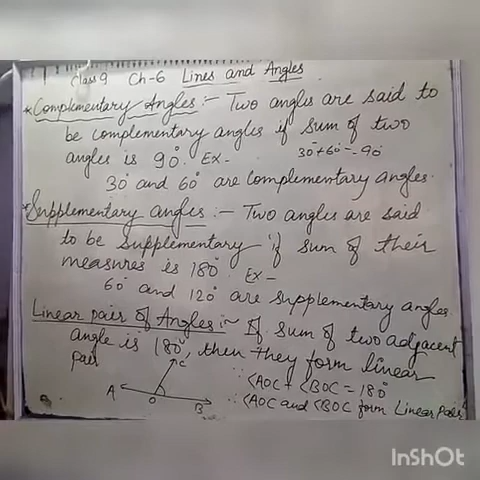 Class 9 Ch-6 Lines and Angles
*Complementary Angles:- Two angles are said to
be complementary angles if sum of two
angles is 90°. Ex- 30°+60°=90°
30° and 60° are complementary angles.
*Supplementary angles:- Two angles are said
to be supplementary if sum of their
measures is 180°. Ex-
60° and 120° are supplementary angles.
Linear pair of Angles:- If sum of two adjacent
angle is 180°, then they form linear
pair
C
A O B
∵ <AOC + <BOC = 180°
∴ <AOC and <BOC form Linear pair
InShOt